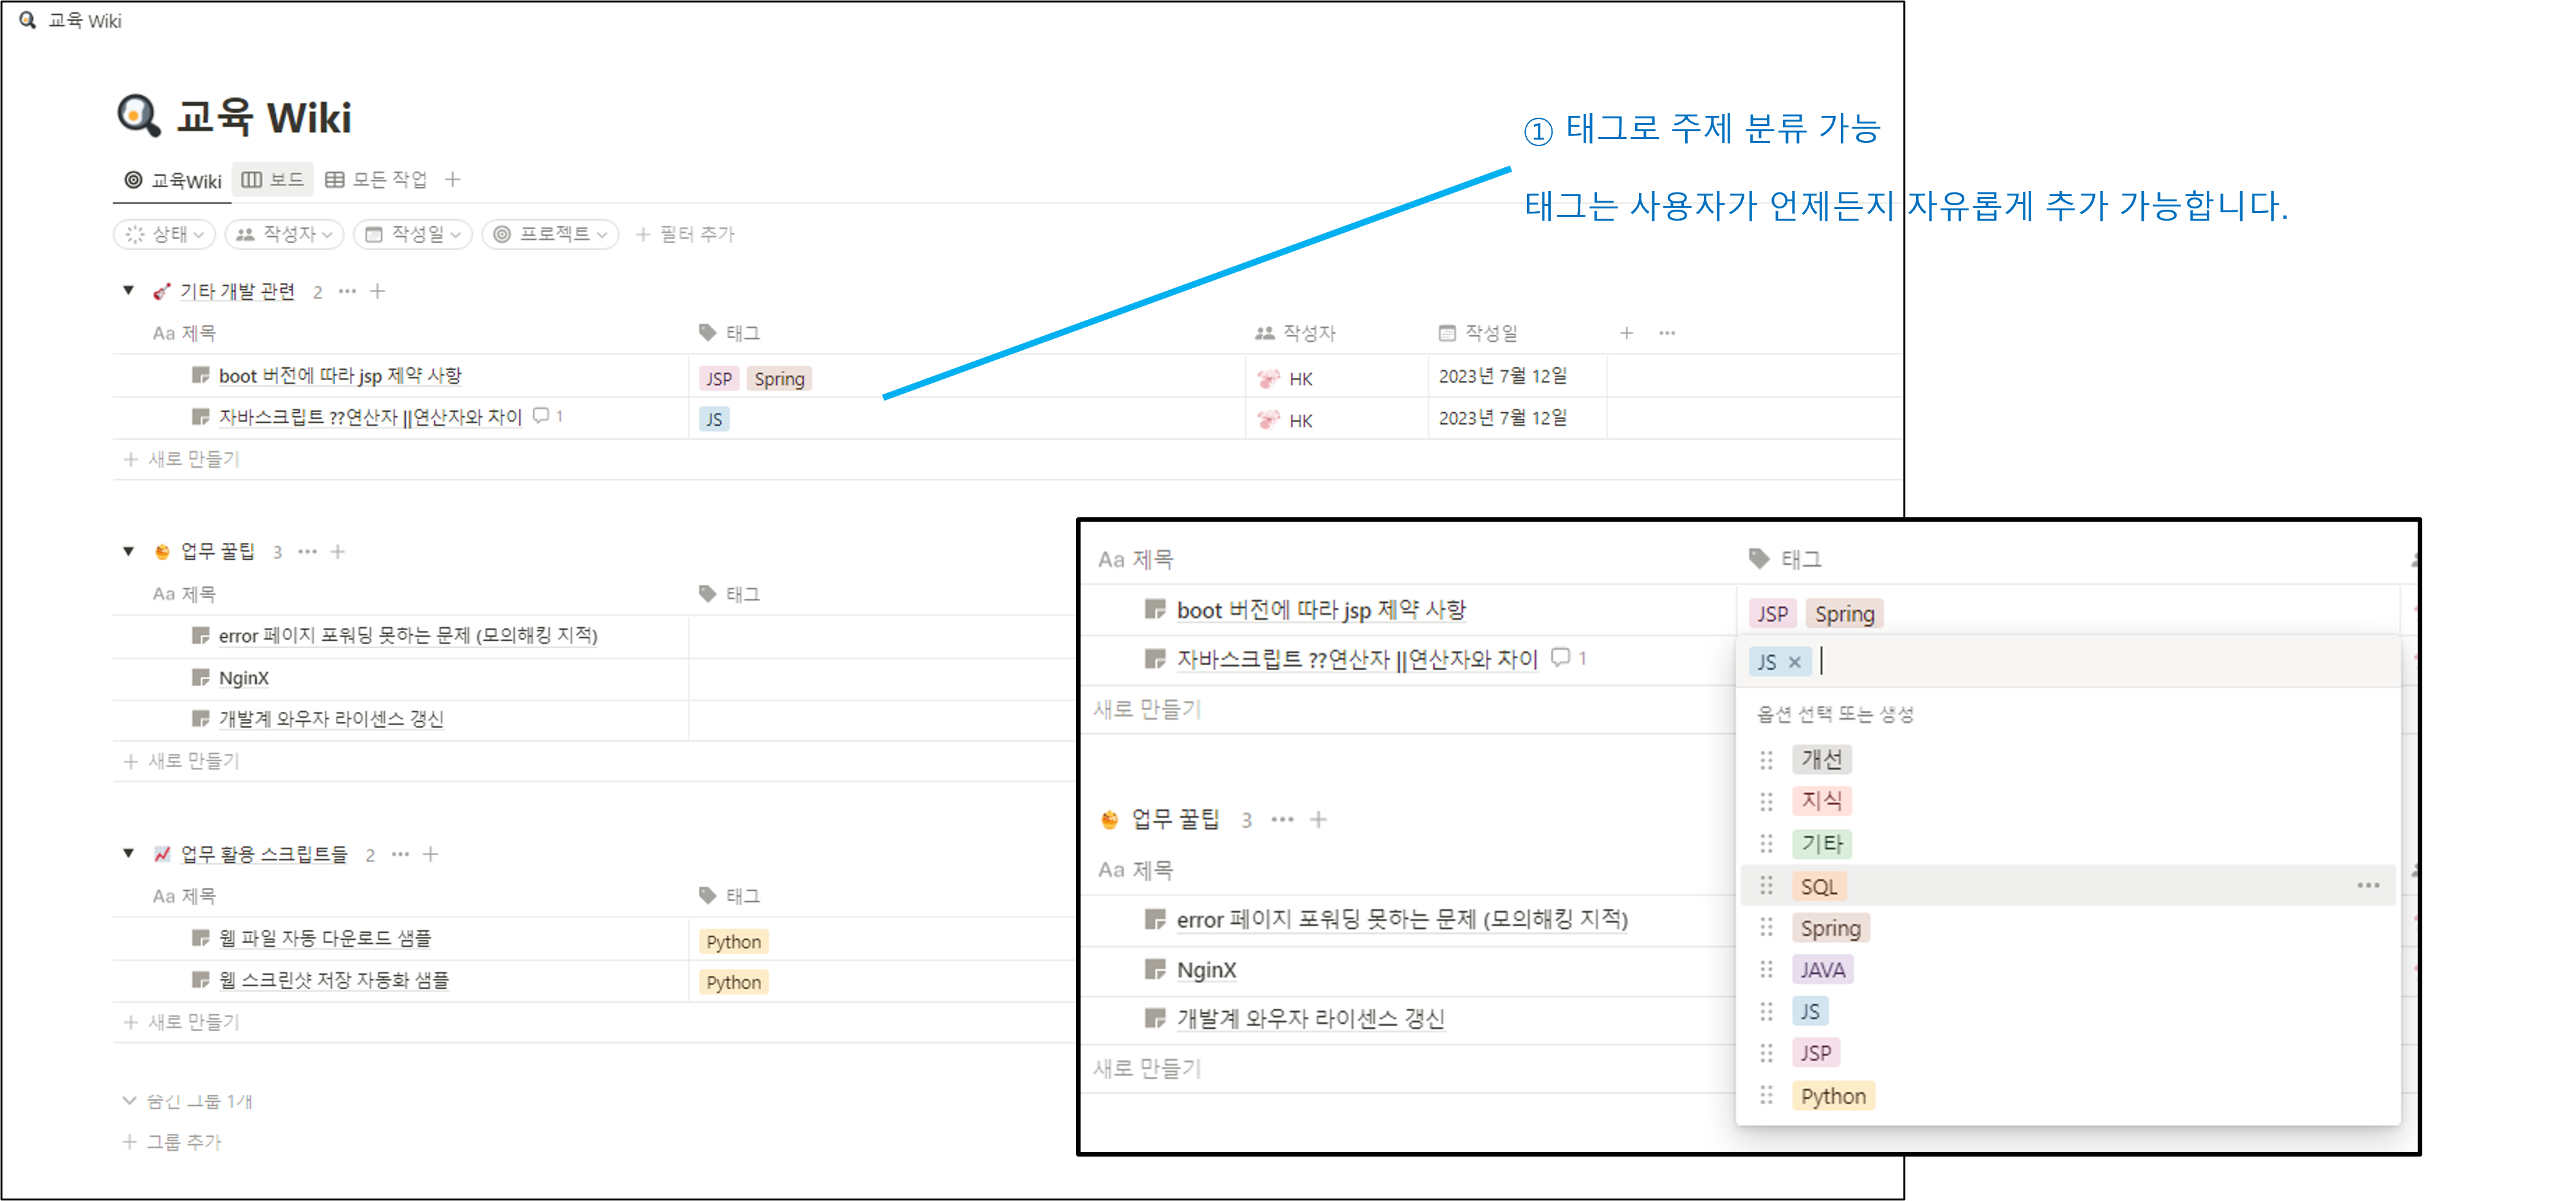 교육 Wiki
교육 Wiki
교육Wiki 보드 모든 작업
상태 작성자 작성일 프로젝트 + 필터 추가
① 태그로 주제 분류 가능
태그는 사용자가 언제든지 자유롭게 추가 가능합니다.
기타 개발 관련 2 ··· +
Aa 제목 태그 작성자 작성일 + ···
boot 버전에 따라 jsp 제약 사항 JSP Spring HK 2023년 7월 12일
자바스크립트 ??연산자 ||연산자와 차이 1 JS HK 2023년 7월 12일
+ 새로 만들기
업무 꿀팁 3 ··· +
Aa 제목 태그
error 페이지 포워딩 못하는 문제 (모의해킹 지적)
NginX
개발계 와우자 라이센스 갱신
+ 새로 만들기
업무 활용 스크립트들 2 ··· +
Aa 제목 태그
웹 파일 자동 다운로드 샘플 Python
웹 스크린샷 저장 자동화 샘플 Python
+ 새로 만들기
숨긴 그룹 1개
+ 그룹 추가
Aa 제목 태그
boot 버전에 따라 jsp 제약 사항 JSP Spring
자바스크립트 ??연산자 ||연산자와 차이 1 JS ×
새로 만들기
옵션 선택 또는 생성
개선
지식
기타
SQL ···
Spring
JAVA
JS
JSP
Python
업무 꿀팁 3 ··· +
Aa 제목
error 페이지 포워딩 못하는 문제 (모의해킹 지적)
NginX
개발계 와우자 라이센스 갱신
새로 만들기